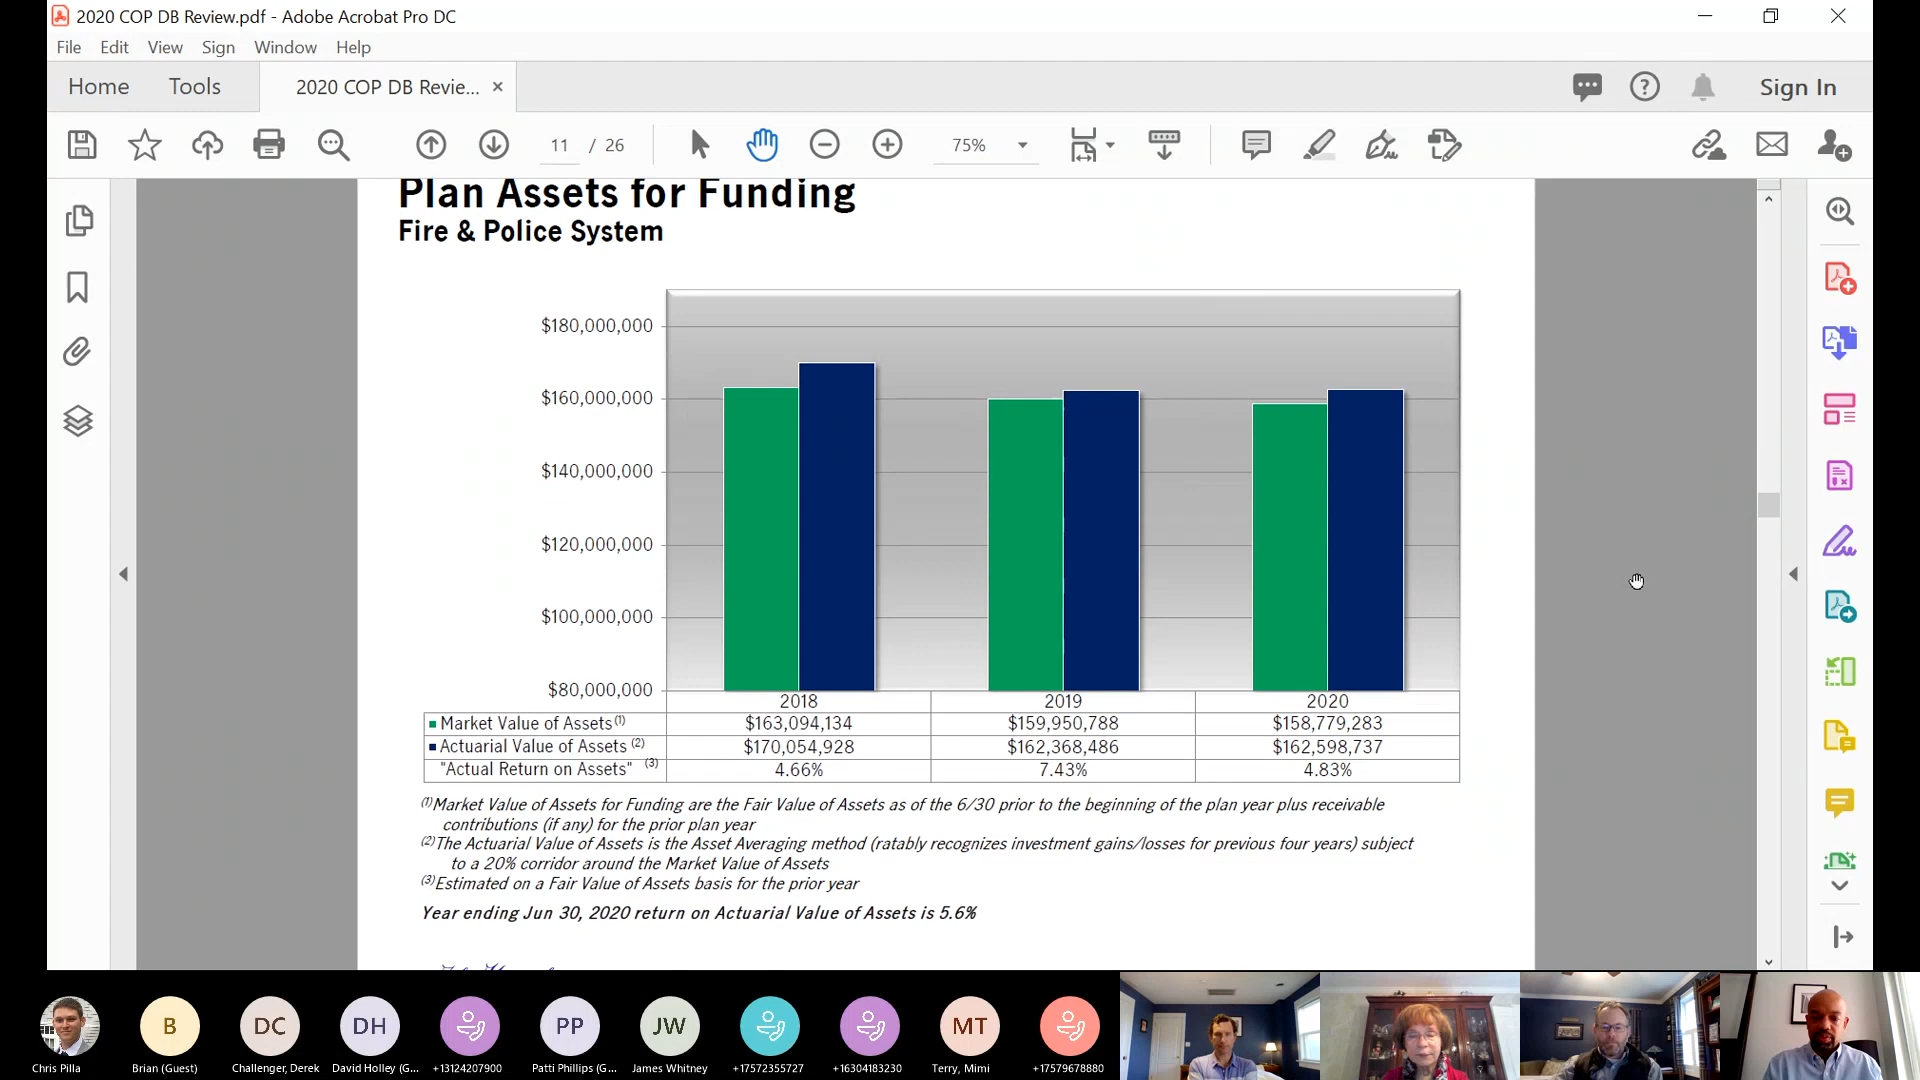 2020 COP DB Review.pdf - Adobe Acrobat Pro DC
File Edit View Sign Window Help
Home Tools 2020 COP DB Revie... × Sign In
11 / 26 75%
Plan Assets for Funding
Fire & Police System
$180,000,000
$160,000,000
$140,000,000
$120,000,000
$100,000,000
$80,000,000
2018 2019 2020
Market Value of Assets(1) $163,094,134 $159,950,788 $158,779,283
Actuarial Value of Assets (2) $170,054,928 $162,368,486 $162,598,737
"Actual Return on Assets" (3) 4.66% 7.43% 4.83%
(1)Market Value of Assets for Funding are the Fair Value of Assets as of the 6/30 prior to the beginning of the plan year plus receivable
contributions (if any) for the prior plan year
(2)The Actuarial Value of Assets is the Asset Averaging method (ratably recognizes investment gains/losses for previous four years) subject
to a 20% corridor around the Market Value of Assets
(3)Estimated on a Fair Value of Assets basis for the prior year
Year ending Jun 30, 2020 return on Actuarial Value of Assets is 5.6%
B DC DH PP JW MT
Chris Pilla Brian (Guest) Challenger, Derek David Holley (G... +13124207900 Patti Phillips (G... James Whitney +17572355727 +16304183230 Terry, Mimi +17579678880